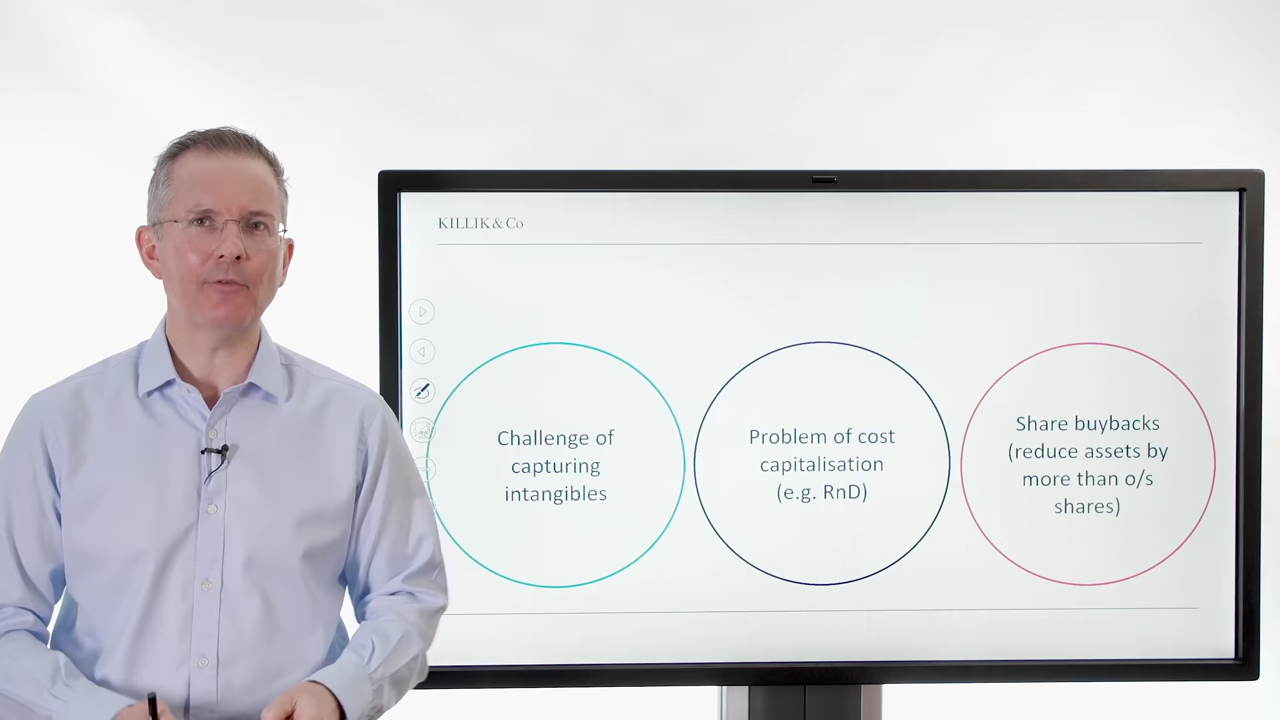 KILLIK & Co
Challenge of
capturing
intangibles
Problem of cost
capitalisation
(e.g. RnD)
Share buybacks
(reduce assets by
more than o/s
shares)